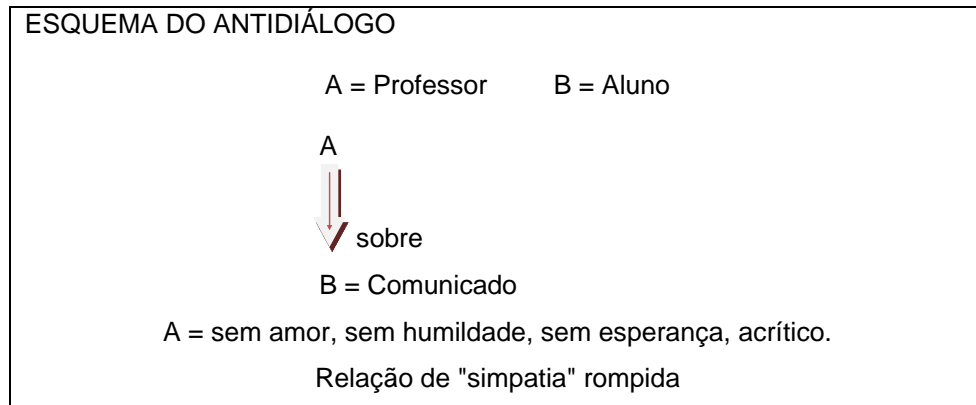 ESQUEMA DO ANTIDIÁLOGO
A = Professor B = Aluno
A
sobre
B = Comunicado
A = sem amor, sem humildade, sem esperança, acrítico.
Relação de "simpatia" rompida